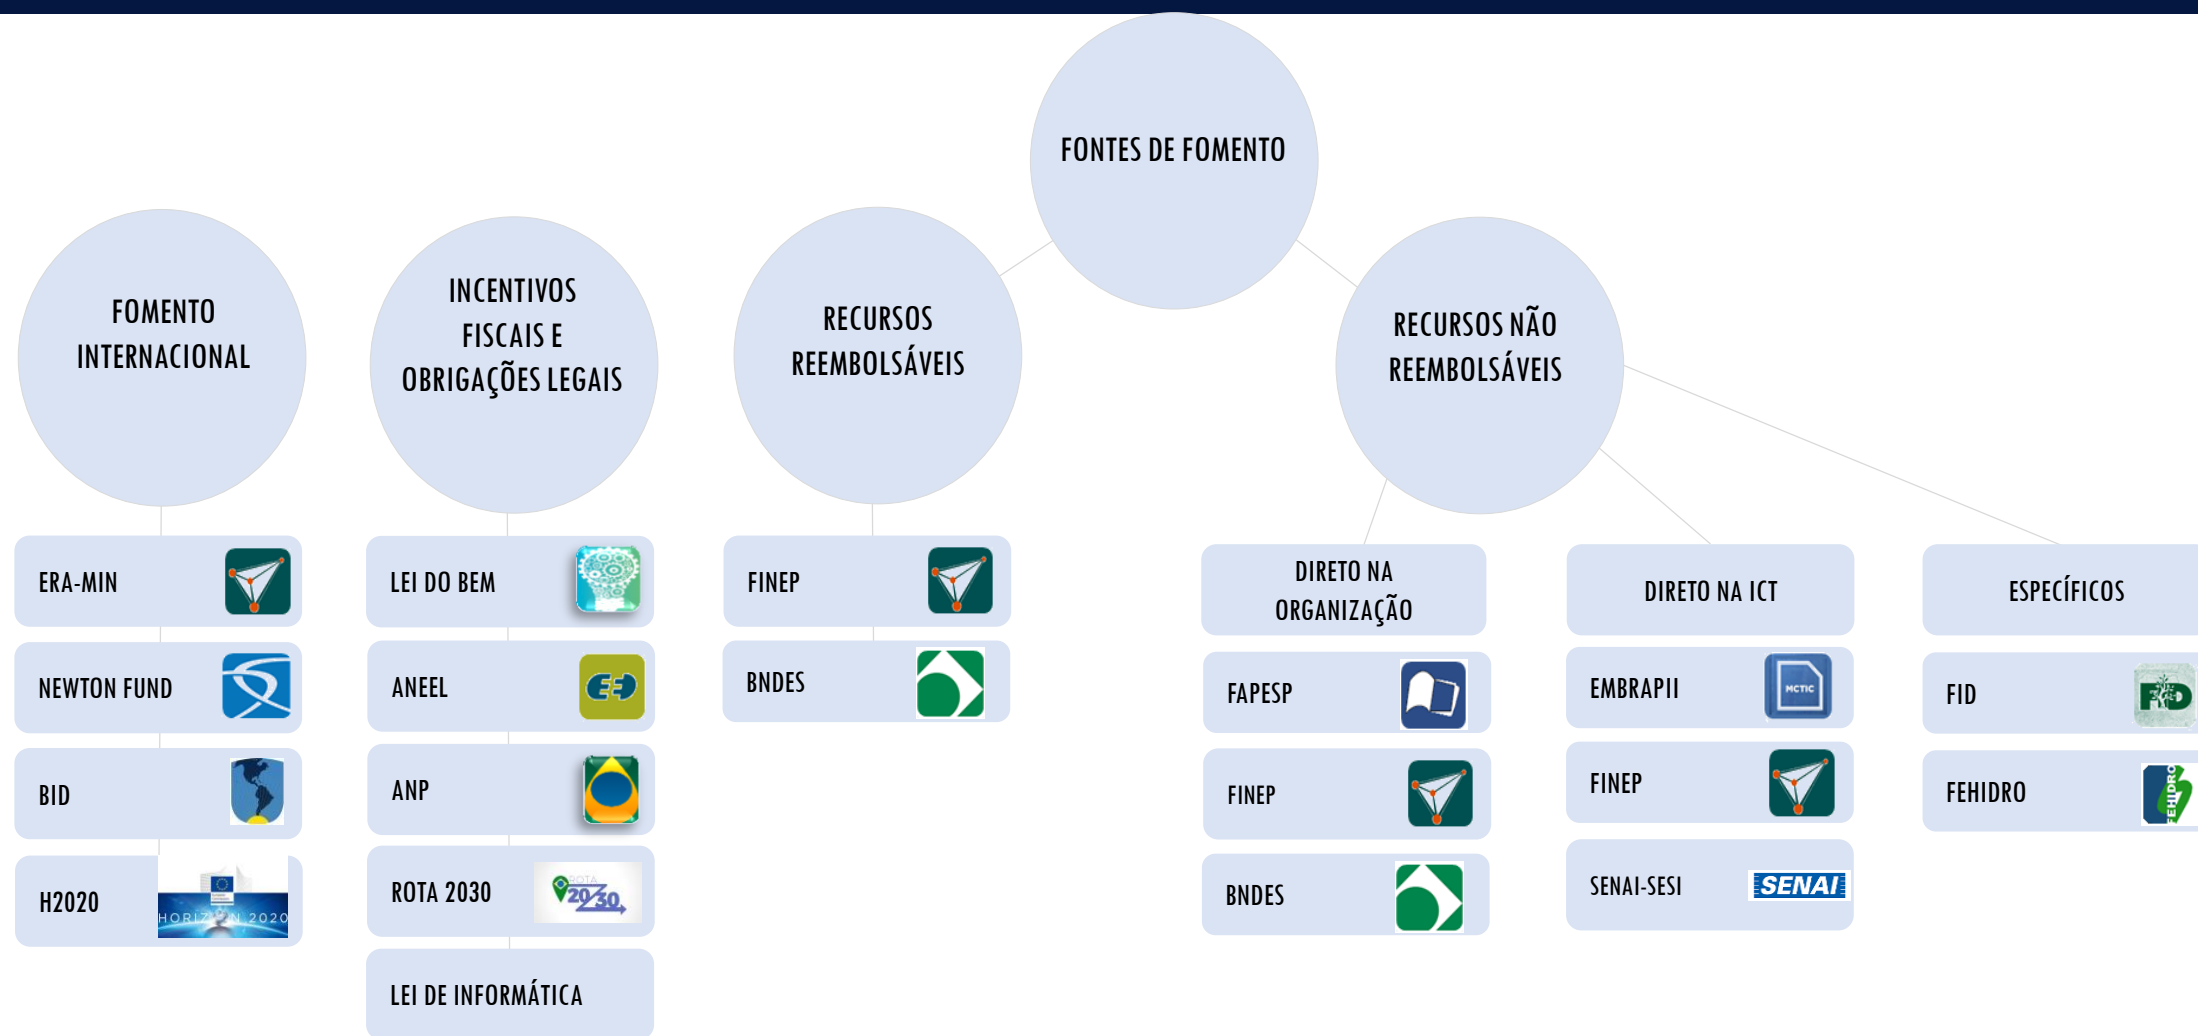 FONTES DE FOMENTO
FOMENTO
INTERNACIONAL
INCENTIVOS
FISCAIS E
OBRIGAÇÕES LEGAIS
RECURSOS
REEMBOLSÁVEIS
RECURSOS NÃO
REEMBOLSÁVEIS
ERA-MIN
NEWTON FUND
BID
H2020
HORIZON 2020
LEI DO BEM
ANEEL
ANP
ROTA 2030
ROTA
2030
LEI DE INFORMÁTICA
FINEP
BNDES
DIRETO NA
ORGANIZAÇÃO
FAPESP
FINEP
BNDES
DIRETO NA ICT
EMBRAPII
MCTIC
FINEP
SENAI-SESI
SENAI
ESPECÍFICOS
FID
FID
FEHIDRO
FEHIDRO